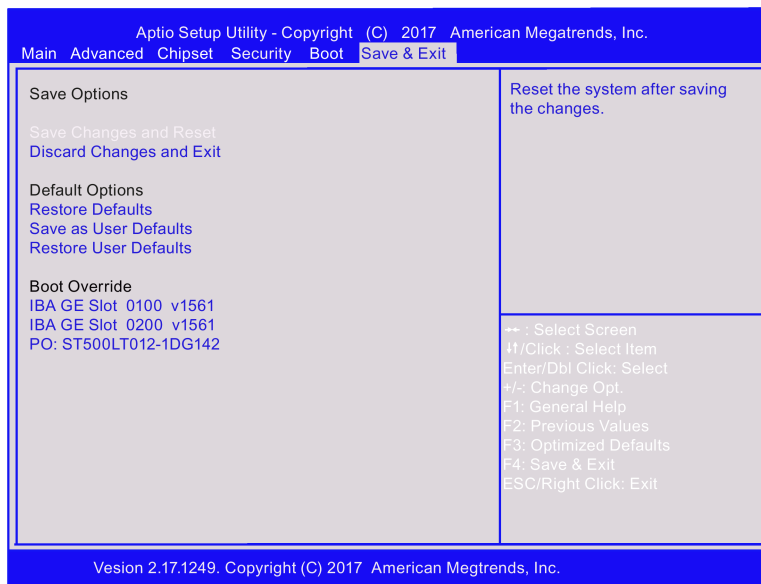 Aptio Setup Utility - Copyright (C) 2017 American Megatrends, Inc.
Main Advanced Chipset Security Boot Save & Exit
Save Options
Save Changes and Reset
Discard Changes and Exit
Default Options
Restore Defaults
Save as User Defaults
Restore User Defaults
Boot Override
IBA GE Slot 0100 v1561
IBA GE Slot 0200 v1561
PO: ST500LT012-1DG142
Reset the system after saving
the changes.
→← : Select Screen
↓↑/Click : Select Item
Enter/Dbl Click: Select
+/-: Change Opt.
F1: General Help
F2: Previous Values
F3: Optimized Defaults
F4: Save & Exit
ESC/Right Click: Exit
Vesion 2.17.1249. Copyright (C) 2017 American Megtrends, Inc.